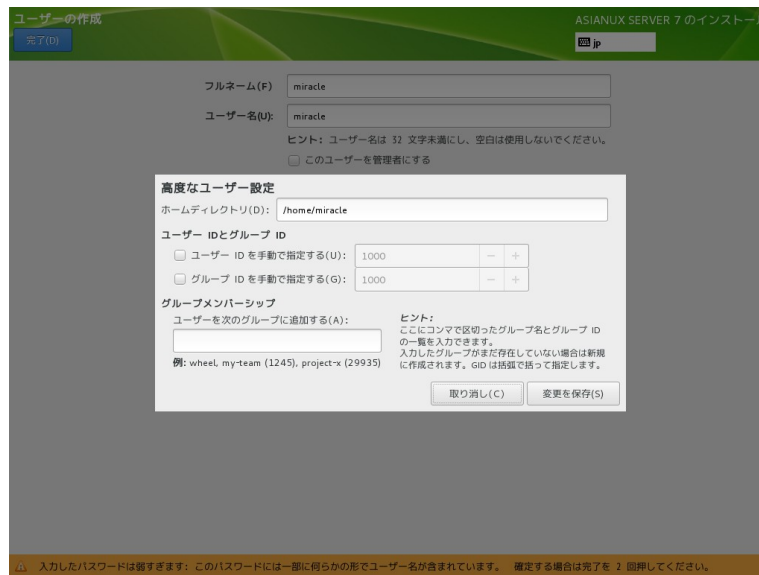 ユーザーの作成
ASIANUX SERVER 7 のインストー
完了(D)
jp
フルネーム(F)
miracle
ユーザー名(U):
miracle
ヒント: ユーザー名は 32 文字未満にし、空白は使用しないでください。
このユーザーを管理者にする
高度なユーザー設定
ホームディレクトリ(D):
/home/miracle
ユーザー IDとグループ ID
ユーザー ID を手動で指定する(U):
1000
グループ ID を手動で指定する(G):
1000
グループメンバーシップ
ユーザーを次のグループに追加する(A):
例: wheel, my-team (1245), project-x (29935)
ヒント:
ここにコンマで区切ったグループ名とグループ ID
の一覧を入力できます。
入力したグループがまだ存在していない場合は新規
に作成されます。GID は括弧で括って指定します。
取り消し(C)
変更を保存(S)
入力したパスワードは弱すぎます: このパスワードには一部に何らかの形でユーザー名が含まれています。 確定する場合は完了を 2 回押してください。